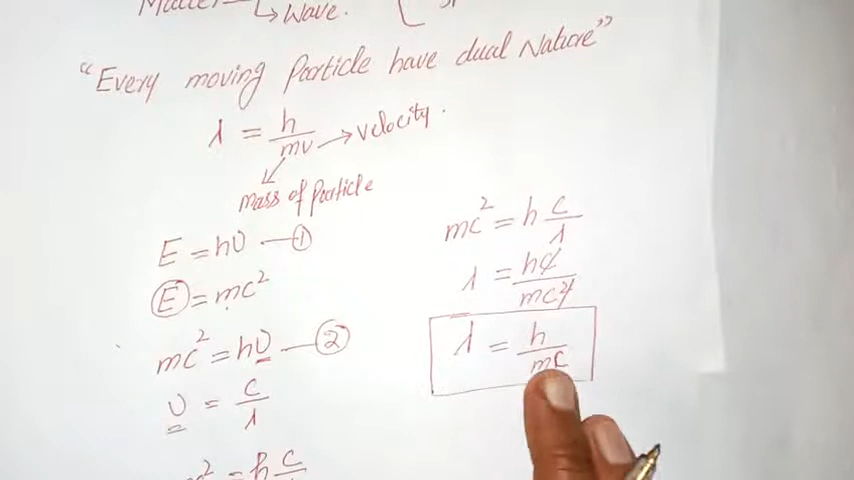 Matter → Wave.
"Every moving Particle have dual Nature"
λ = h/mv → velocity.
mass of Particle
E = hυ — ①
E = mc²
mc² = hυ — ②
υ = c/λ
mc² = h c/λ
λ = hc/mc²
λ = h/mc